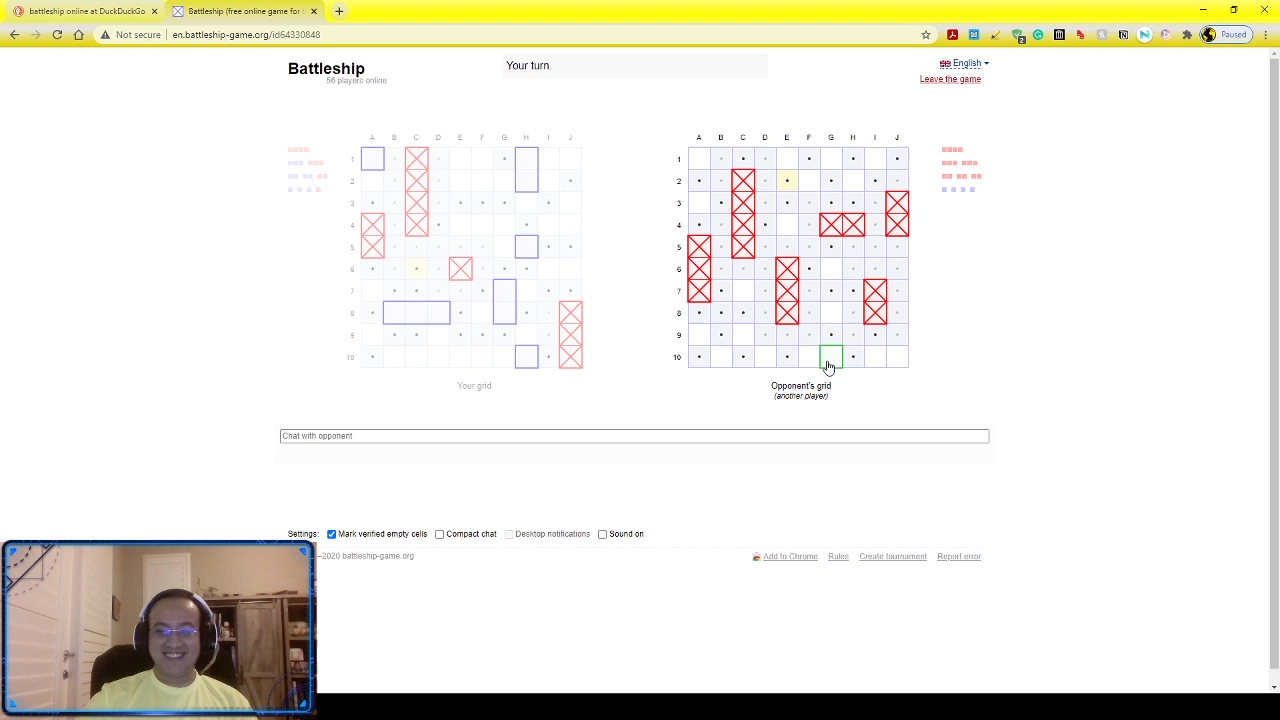 battleship online at DuckDuckGo
Battleship (free online game for t
Not secure
en.battleship-game.org/id64330848
Paused
Battleship
56 players online
Your turn.
English
Leave the game
A B C D E F G H I J
1
2
3
4
5
6
7
8
9
10
Your grid
A B C D E F G H I J
1
2
3
4
5
6
7
8
9
10
Opponent's grid
(another player)
Chat with opponent
Settings: Mark verified empty cells Compact chat Desktop notifications Sound on
–2020 battleship-game.org
Add to Chrome Rules Create tournament Report error